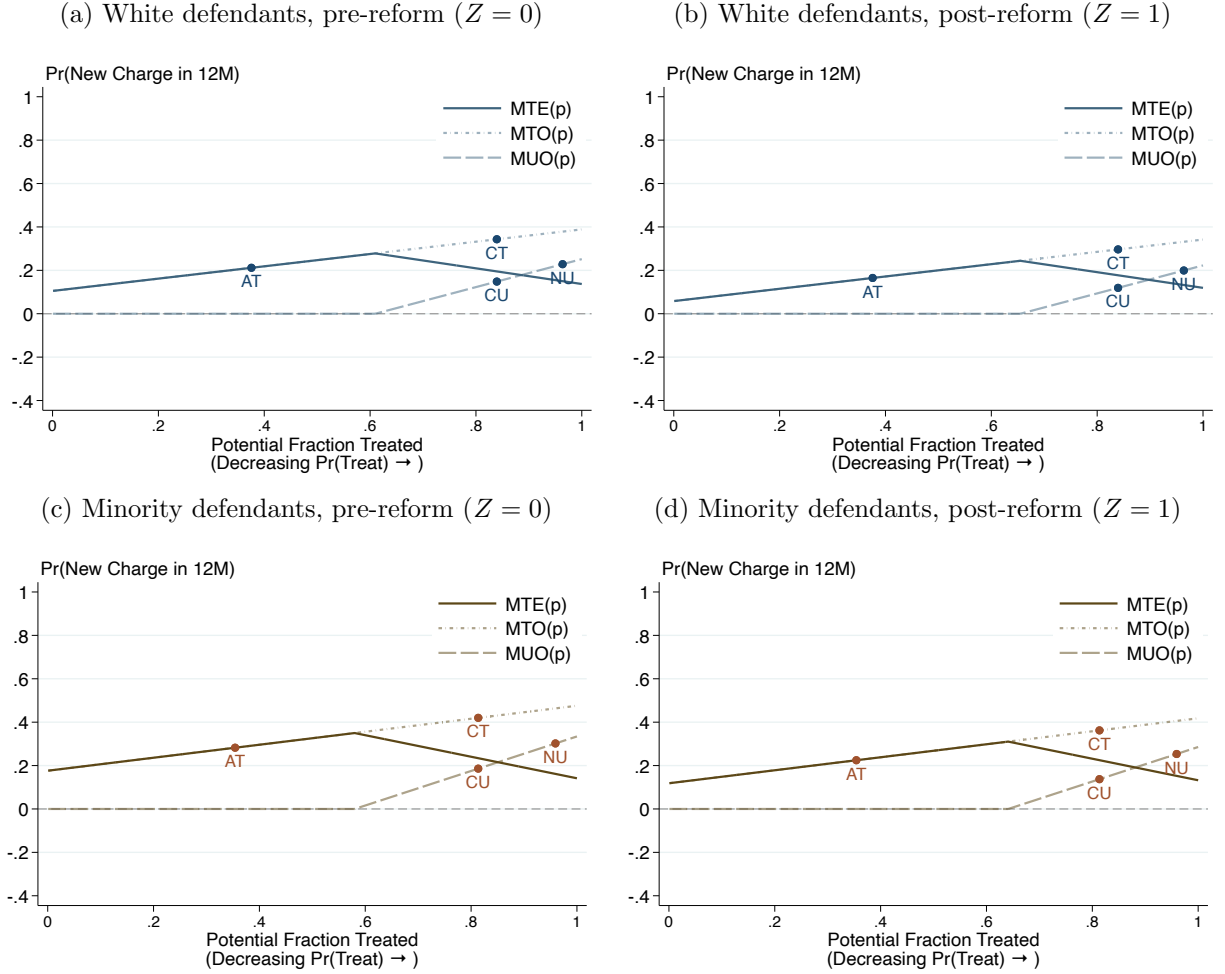 (a) White defendants, pre-reform (Z = 0)
Pr(New Charge in 12M)
1
.8
.6
.4
.2
0
-.2
-.4
MTE(p)
MTO(p)
MUO(p)
AT
CT
CU
NU
0 .2 .4 .6 .8 1
Potential Fraction Treated
(Decreasing Pr(Treat) → )
(b) White defendants, post-reform (Z = 1)
Pr(New Charge in 12M)
1
.8
.6
.4
.2
0
-.2
-.4
MTE(p)
MTO(p)
MUO(p)
AT
CT
CU
NU
0 .2 .4 .6 .8 1
Potential Fraction Treated
(Decreasing Pr(Treat) → )
(c) Minority defendants, pre-reform (Z = 0)
Pr(New Charge in 12M)
1
.8
.6
.4
.2
0
-.2
-.4
MTE(p)
MTO(p)
MUO(p)
AT
CT
CU
NU
0 .2 .4 .6 .8 1
Potential Fraction Treated
(Decreasing Pr(Treat) → )
(d) Minority defendants, post-reform (Z = 1)
Pr(New Charge in 12M)
1
.8
.6
.4
.2
0
-.2
-.4
MTE(p)
MTO(p)
MUO(p)
AT
CT
CU
NU
0 .2 .4 .6 .8 1
Potential Fraction Treated
(Decreasing Pr(Treat) → )